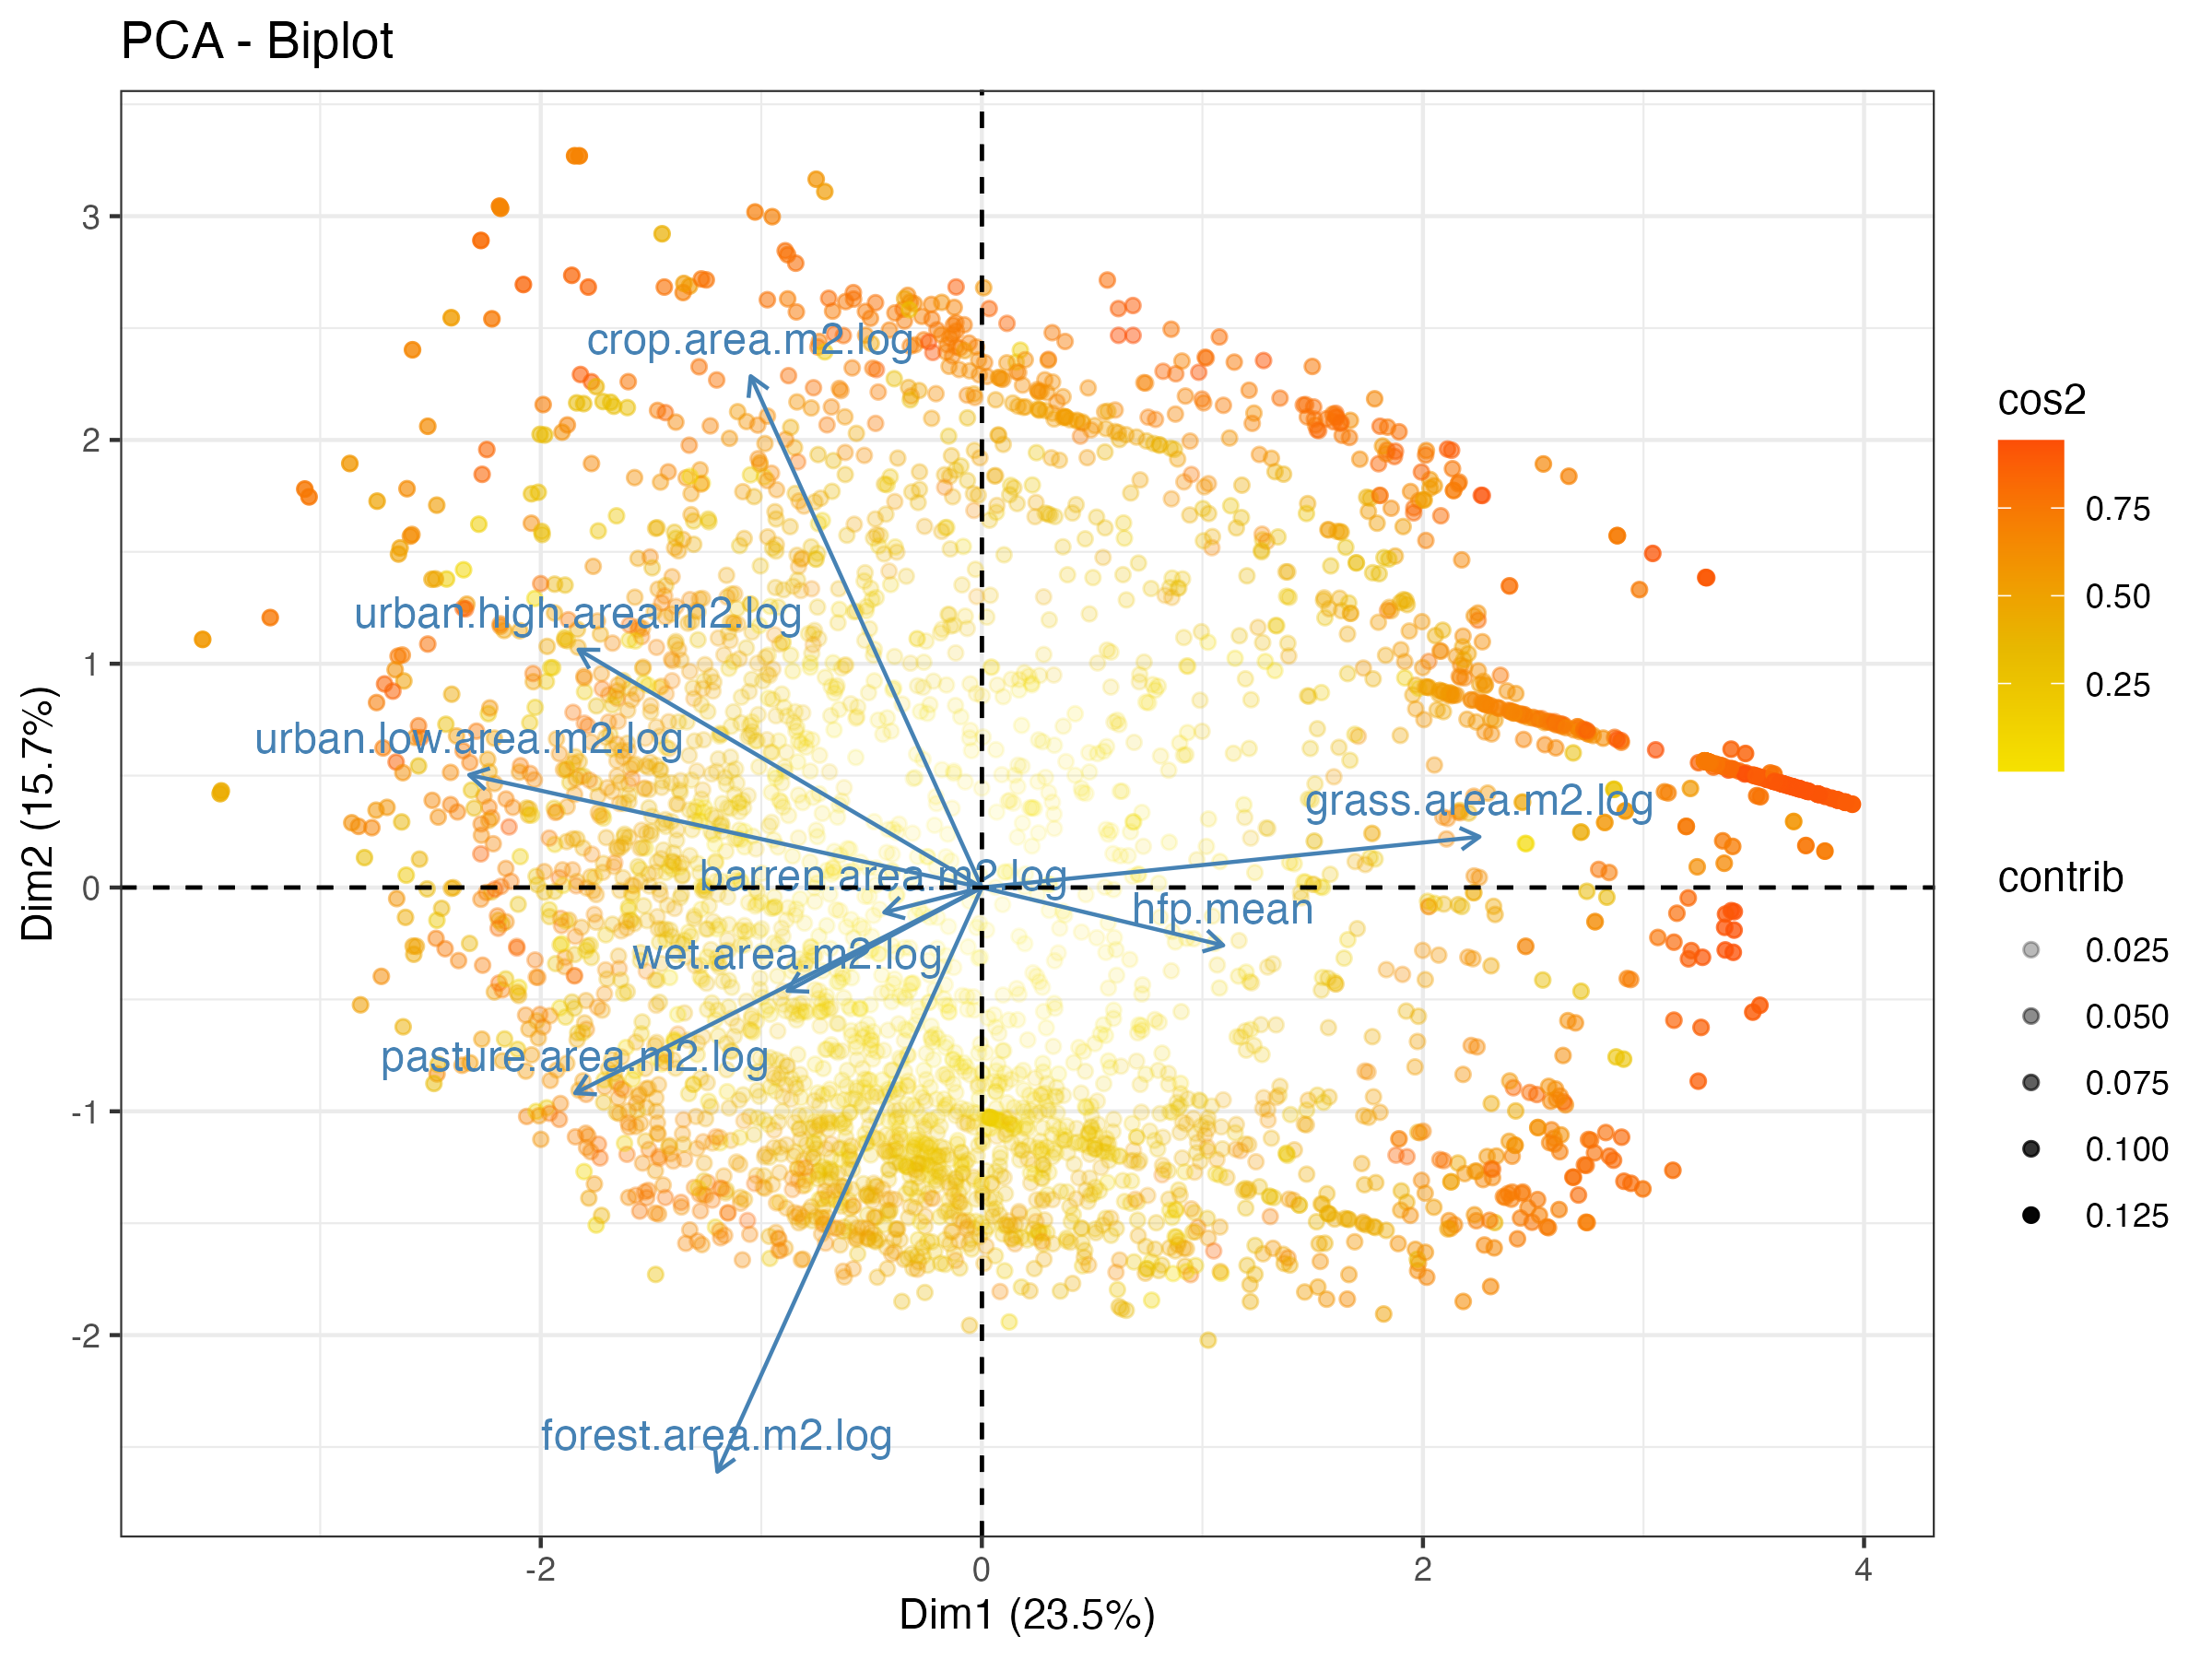 PCA - Biplot
3
2
1
0
-1
-2
-2
0
2
4
Dim1 (23.5%)
Dim2 (15.7%)
crop.area.m2.log
urban.high.area.m2.log
urban.low.area.m2.log
grass.area.m2.log
barren.area.m2.log
hfp.mean
wet.area.m2.log
pasture.area.m2.log
forest.area.m2.log
cos2
0.75
0.50
0.25
contrib
0.025
0.050
0.075
0.100
0.125